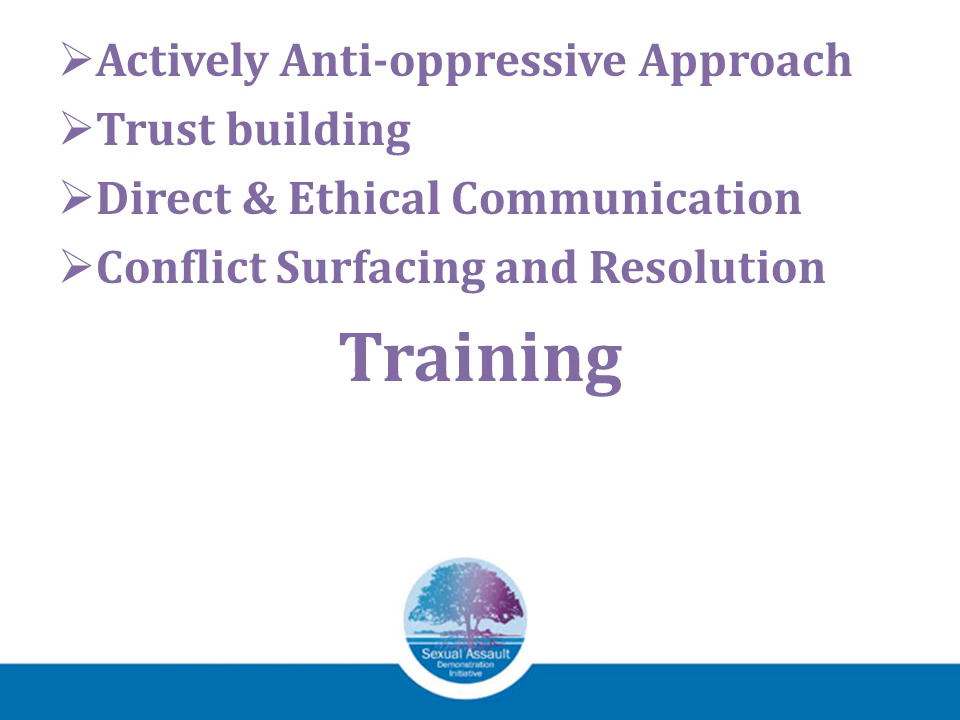 ➢Actively Anti-oppressive Approach
➢Trust building
➢Direct & Ethical Communication
➢Conflict Surfacing and Resolution
Training
Sexual Assault
Demonstration
Initiative